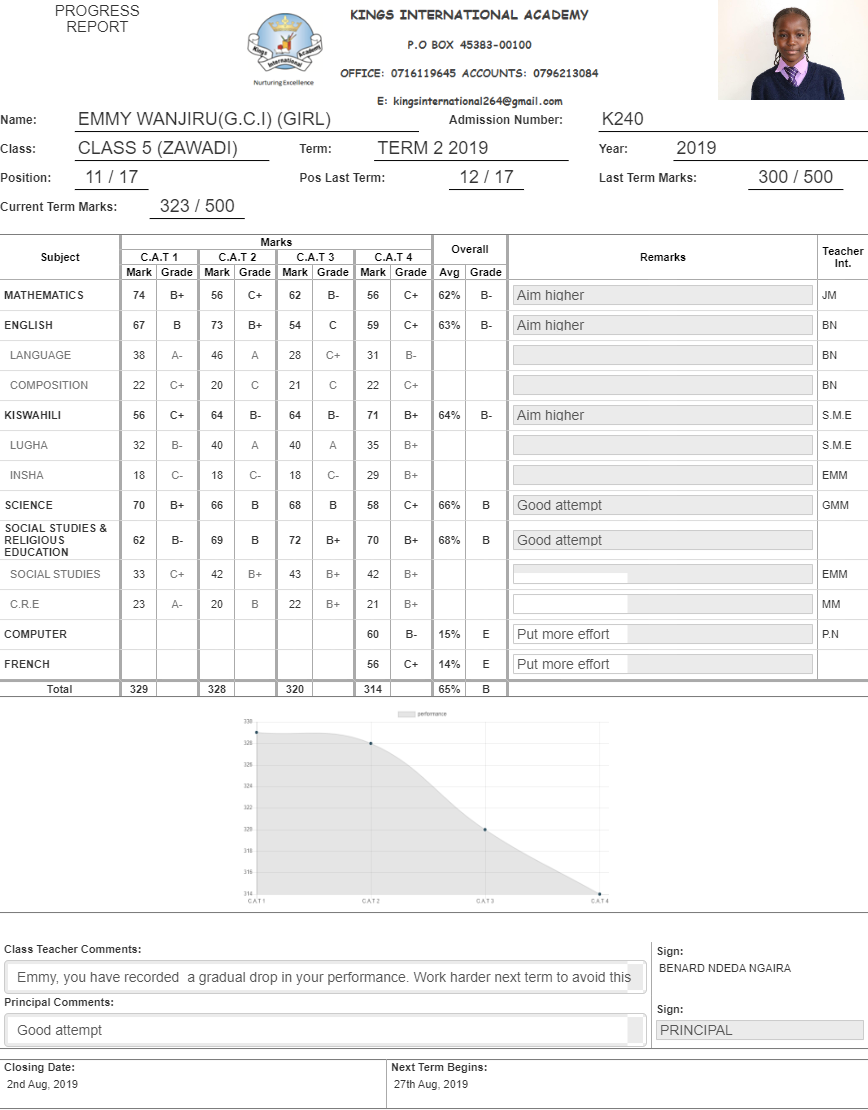 PROGRESS
REPORT
KINGS INTERNATIONAL ACADEMY
P.O BOX 45383-00100
OFFICE: 0716119645 ACCOUNTS: 0796213084
E: kingsinternational264@gmail.com
Kings International Academy
Nurturing Excellence
Name: EMMY WANJIRU(G.C.I) (GIRL) Admission Number: K240
Class: CLASS 5 (ZAWADI) Term: TERM 2 2019 Year: 2019
Position: 11 / 17 Pos Last Term: 12 / 17 Last Term Marks: 300 / 500
Current Term Marks: 323 / 500
Subject Marks Overall Remarks Teacher Int.
C.A.T 1 C.A.T 2 C.A.T 3 C.A.T 4
Mark Grade Mark Grade Mark Grade Mark Grade Avg Grade
MATHEMATICS 74 B+ 56 C+ 62 B- 56 C+ 62% B- Aim higher JM
ENGLISH 67 B 73 B+ 54 C 59 C+ 63% B- Aim higher BN
LANGUAGE 38 A- 46 A 28 C+ 31 B- BN
COMPOSITION 22 C+ 20 C 21 C 22 C+ BN
KISWAHILI 56 C+ 64 B- 64 B- 71 B+ 64% B- Aim higher S.M.E
LUGHA 32 B- 40 A 40 A 35 B+ S.M.E
INSHA 18 C- 18 C- 18 C- 29 B+ EMM
SCIENCE 70 B+ 66 B 68 B 58 C+ 66% B Good attempt GMM
SOCIAL STUDIES &
RELIGIOUS
EDUCATION 62 B- 69 B 72 B+ 70 B+ 68% B Good attempt
SOCIAL STUDIES 33 C+ 42 B+ 43 B+ 42 B+ EMM
C.R.E 23 A- 20 B 22 B+ 21 B+ MM
COMPUTER 60 B- 15% E Put more effort P.N
FRENCH 56 C+ 14% E Put more effort
Total 329 328 320 314 65% B
performance
330
328
326
324
322
320
318
316
314
CAT1 CAT2 CAT3 CAT4
Class Teacher Comments:
Emmy, you have recorded a gradual drop in your performance. Work harder next term to avoid this
Sign:
BENARD NDEDA NGAIRA
Principal Comments:
Good attempt
Sign:
PRINCIPAL
Closing Date:
2nd Aug, 2019
Next Term Begins:
27th Aug, 2019